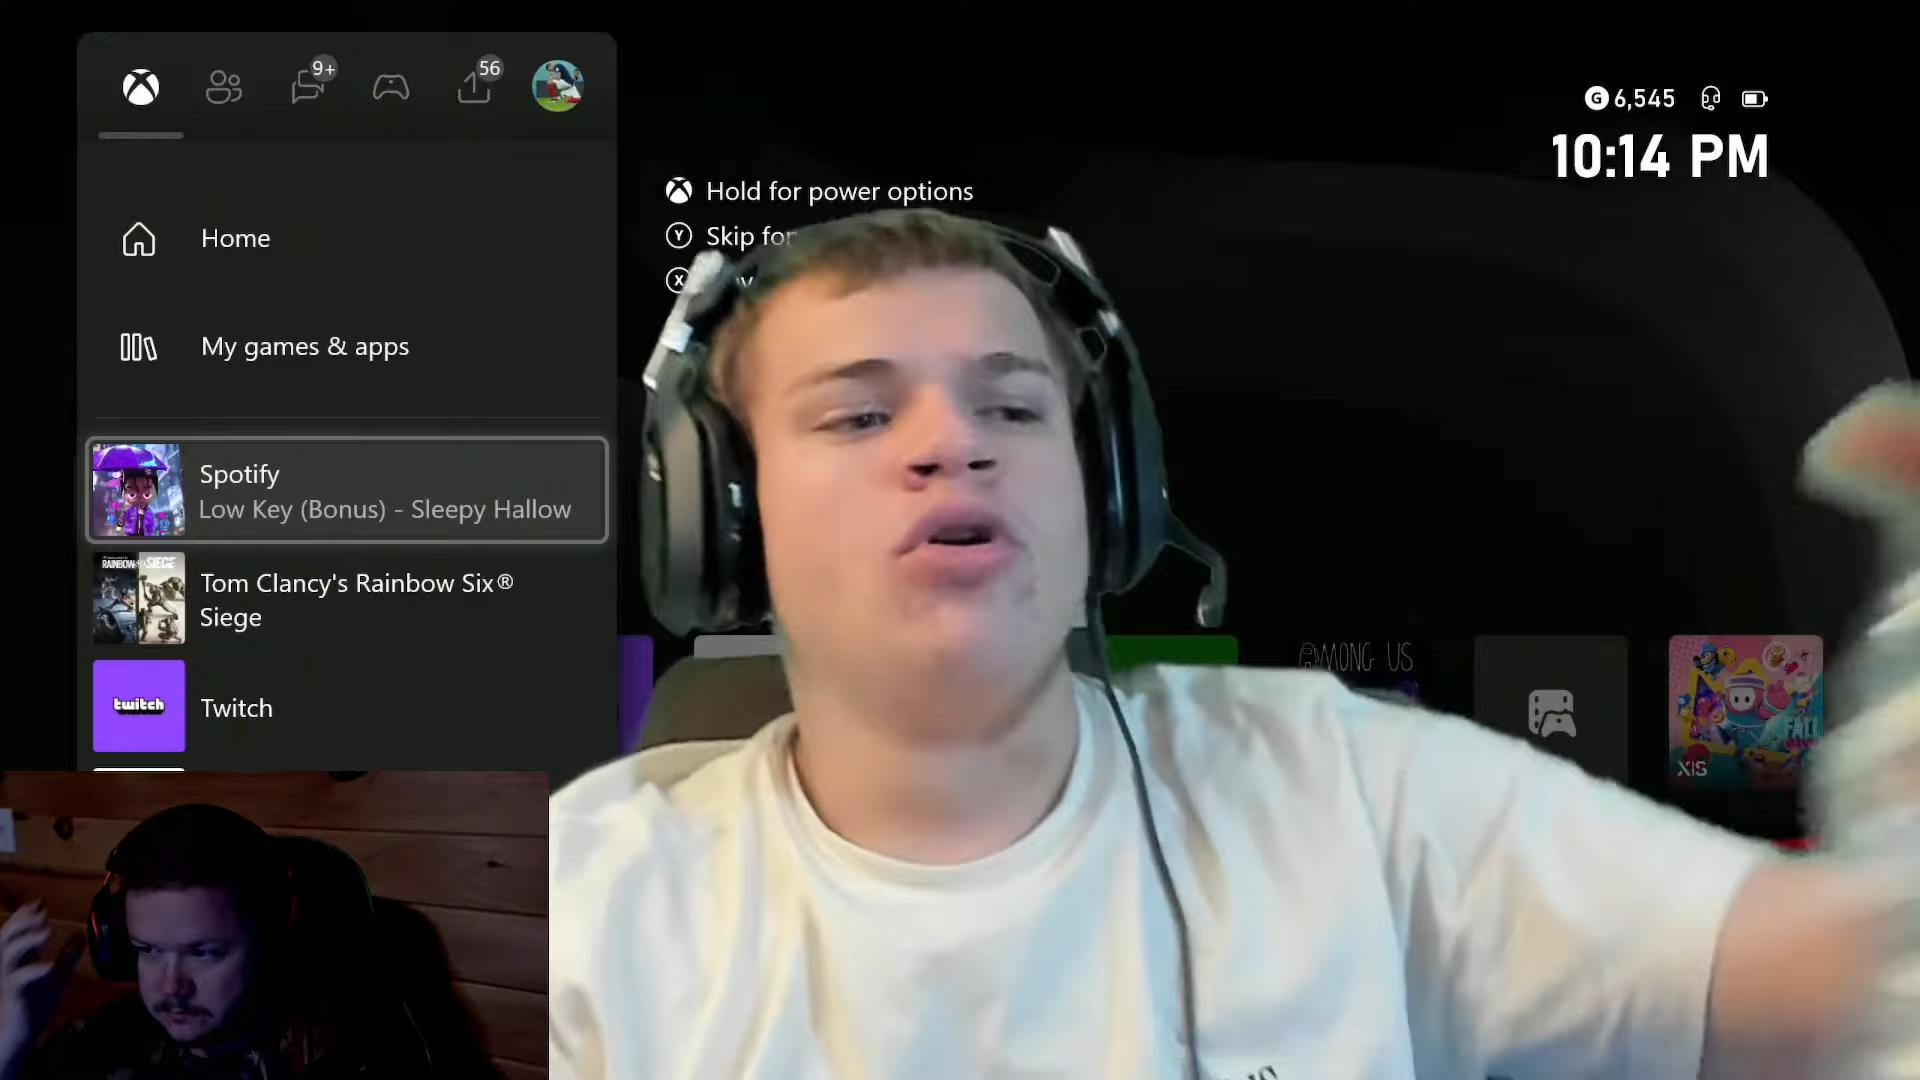 9+
56
G 6,545
10:14 PM
Hold for power options
Y Skip for
X
Home
My games & apps
Spotify
Low Key (Bonus) - Sleepy Hallow
RAINBOW SIEGE
Tom Clancy's Rainbow Six®
Siege
twitch
Twitch
AMONG US
FALL
X|S